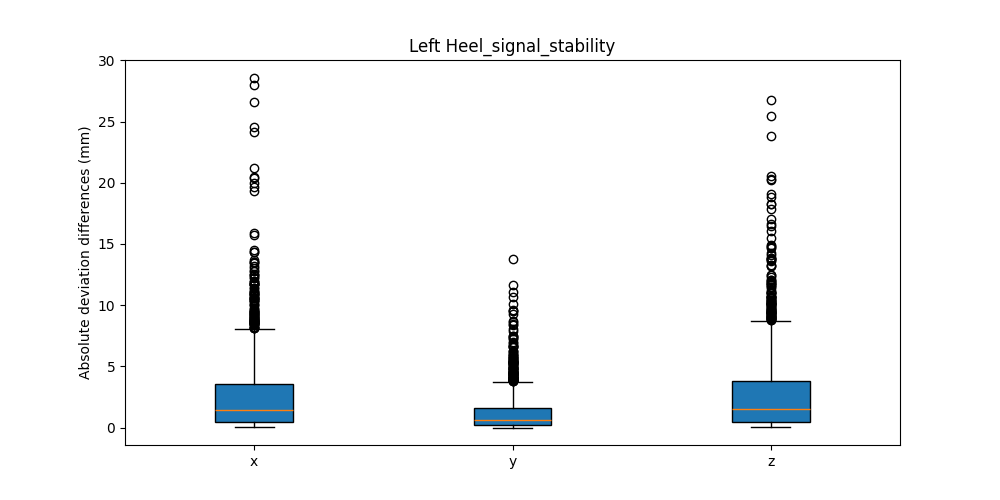 Left Heel_signal_stability
Absolute deviation differences (mm)
30
25
20
15
10
5
0
x
y
z